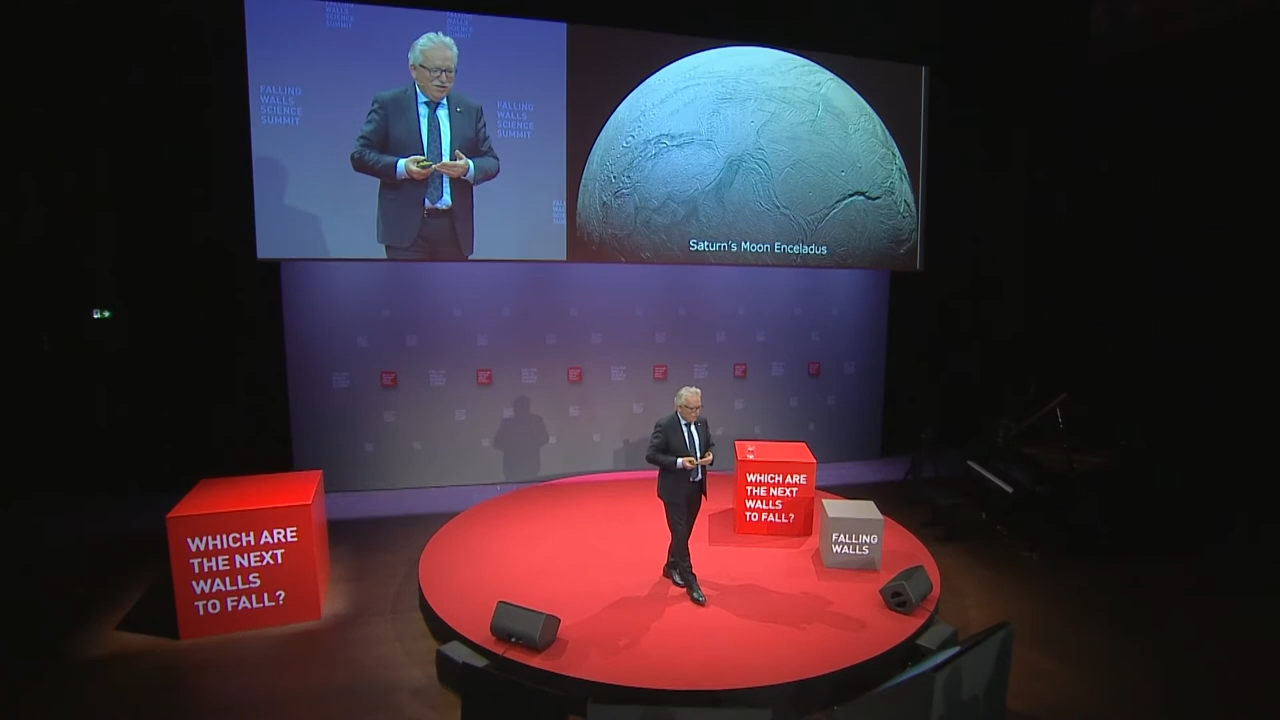 FALLING
WALLS
SCIENCE
SUMMIT
FALLING
WALLS
SCIENCE
SUMMIT
Saturn's Moon Enceladus
WHICH ARE
THE NEXT
WALLS
TO FALL?
WHICH ARE
THE NEXT
WALLS
TO FALL?
FALLING
WALLS